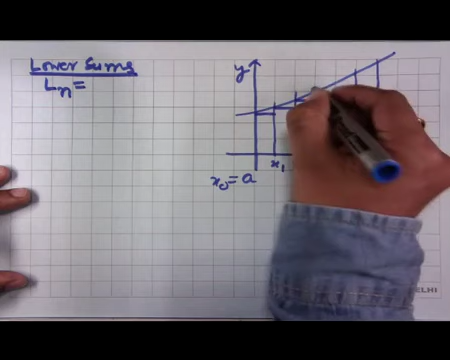 Lower Sums
Ln=
y
x1
x0=a
ELHI